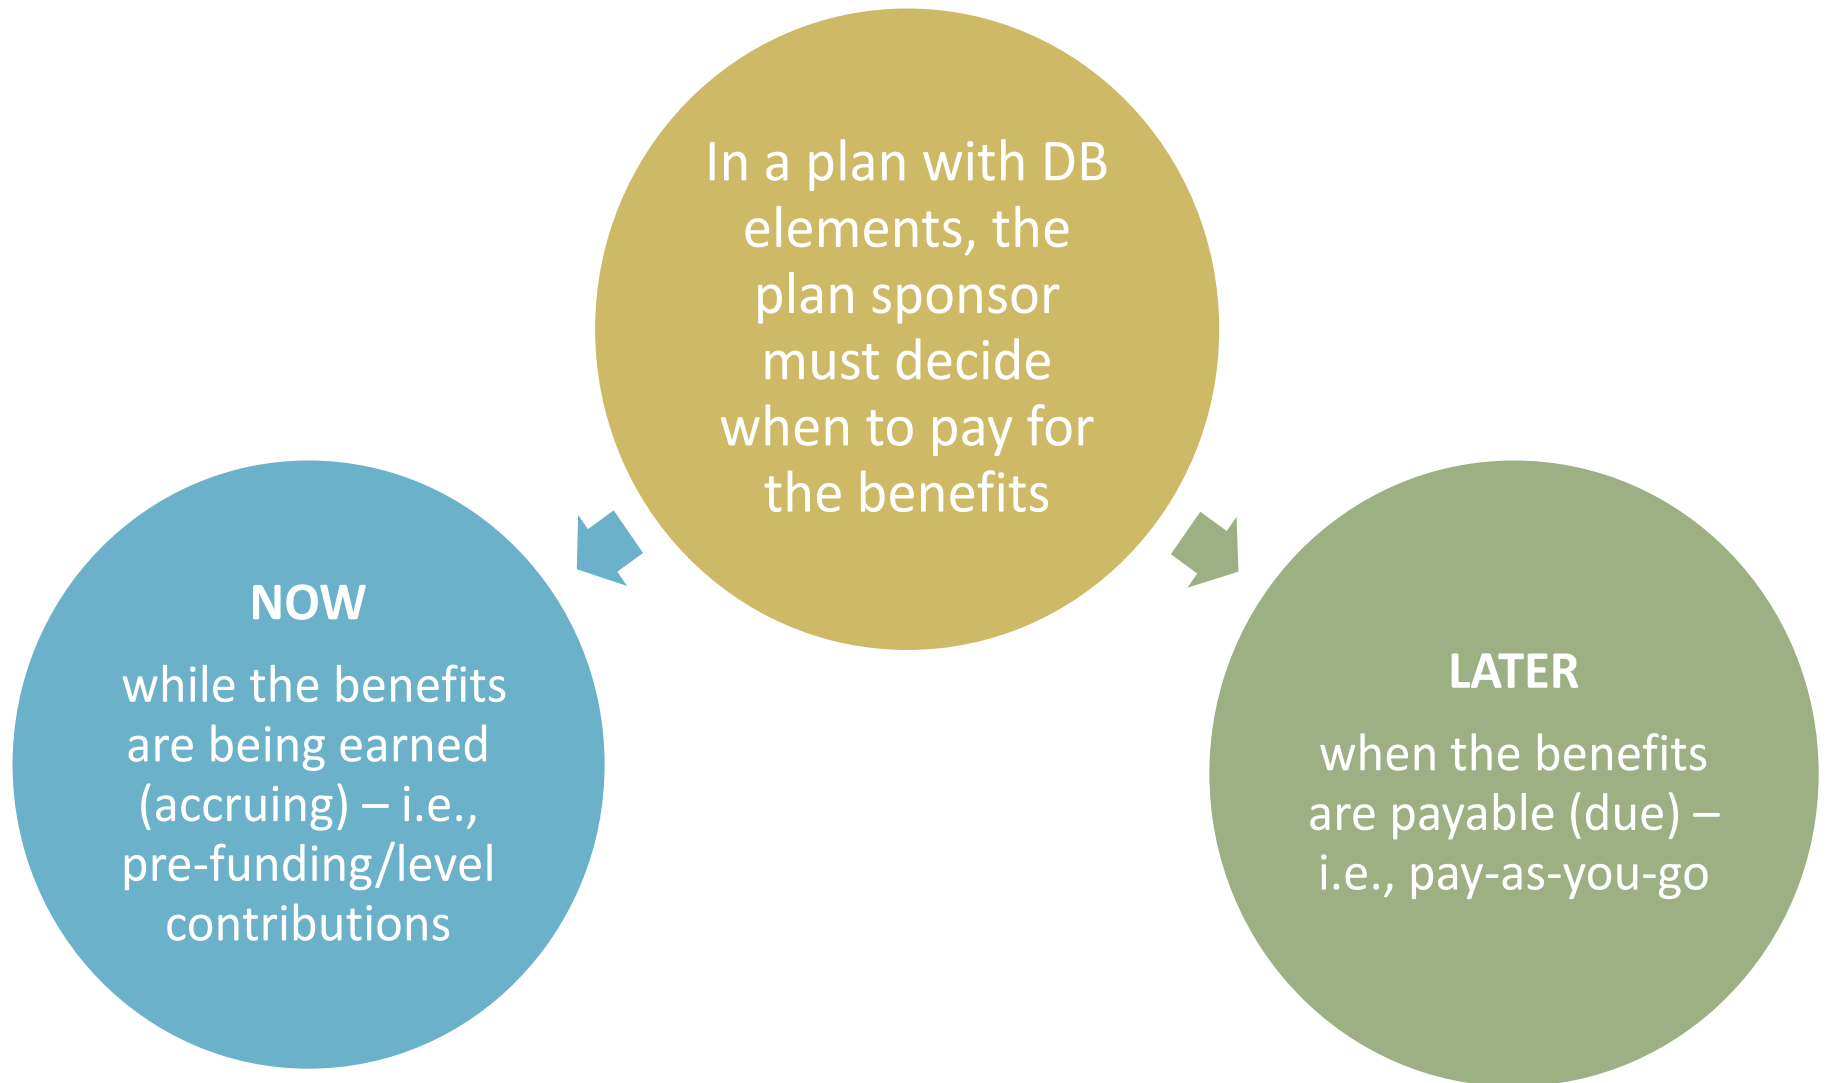 In a plan with DB
elements, the
plan sponsor
must decide
when to pay for
the benefits
NOW
while the benefits
are being earned
(accruing) – i.e.,
pre-funding/level
contributions
LATER
when the benefits
are payable (due) –
i.e., pay-as-you-go